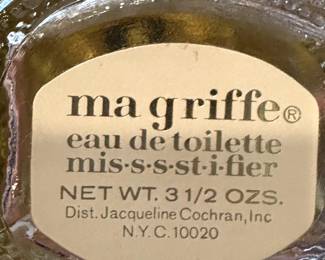 ma griffe®
eau de toilette
mis-s-s-st-i-fier
NET WT. 3 1/2 OZS.
Dist. Jacqueline Cochran, Inc
N.Y.C. 10020